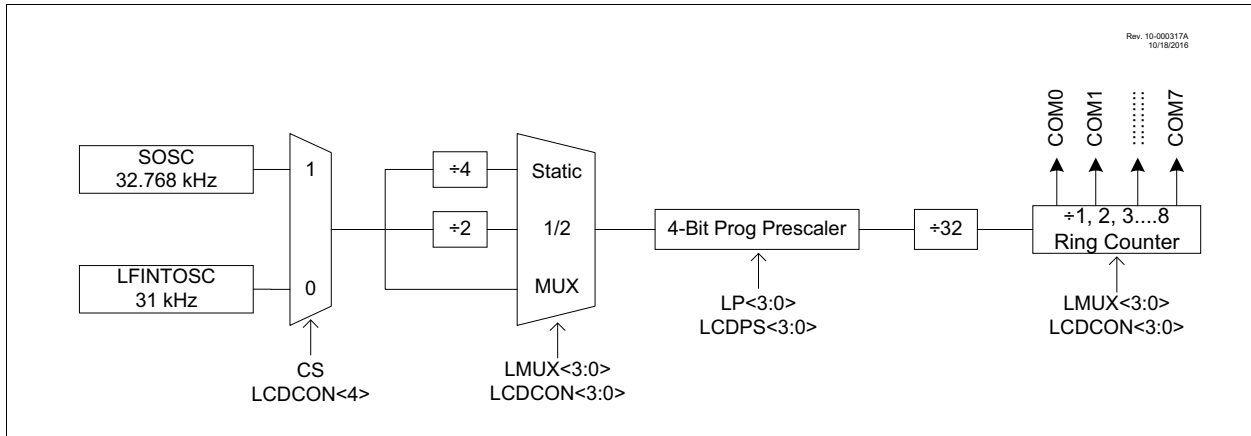 Rev. 10-000317A
10/18/2016
COM0
COM1
.........
COM7
SOSC
32.768 kHz
1
÷4
Static
÷2
1/2
4-Bit Prog Prescaler
÷32
÷1, 2, 3....8
Ring Counter
LFINTOSC
31 kHz
0
MUX
LP<3:0>
LCDPS<3:0>
LMUX<3:0>
LCDCON<3:0>
CS
LCDCON<4>
LMUX<3:0>
LCDCON<3:0>